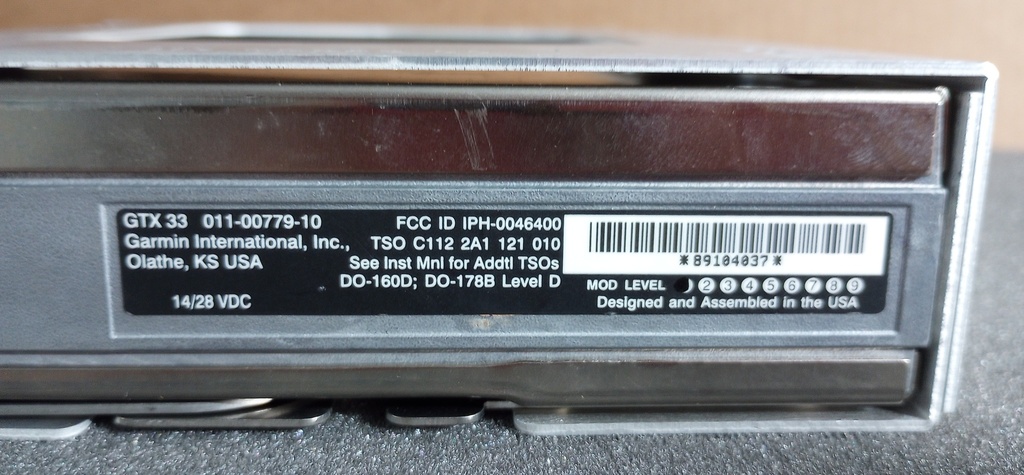 GTX 33 011-00779-10
Garmin International, Inc.,
Olathe, KS USA
14/28 VDC
FCC ID IPH-0046400
TSO C112 2A1 121 010
See Inst Mnl for Addtl TSOs
DO-160D; DO-178B Level D
*89104037*
MOD LEVEL 2 3 4 5 6 7 8 9
Designed and Assembled in the USA